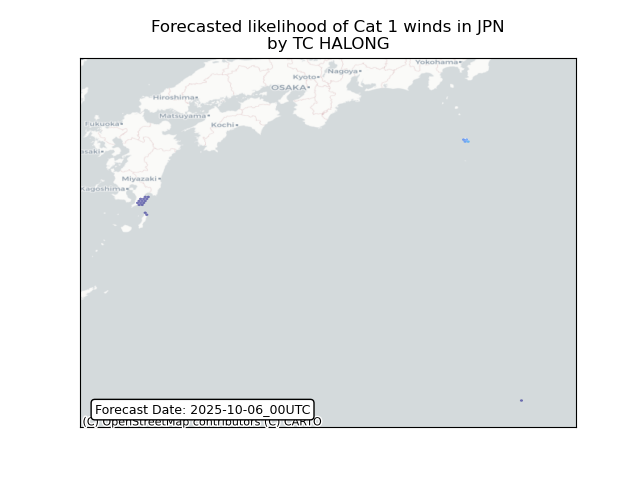 Forecasted likelihood of Cat 1 winds in JPN
by TC HALONG
Yokohama
Nagoya
Kyoto
OSAKA
Hiroshima
Matsuyama
Fukuoka
Kochi
saki
Miyazaki
Kagoshima
Forecast Date: 2025-10-06_00UTC
(C) OpenStreetMap contributors (C) CARTO